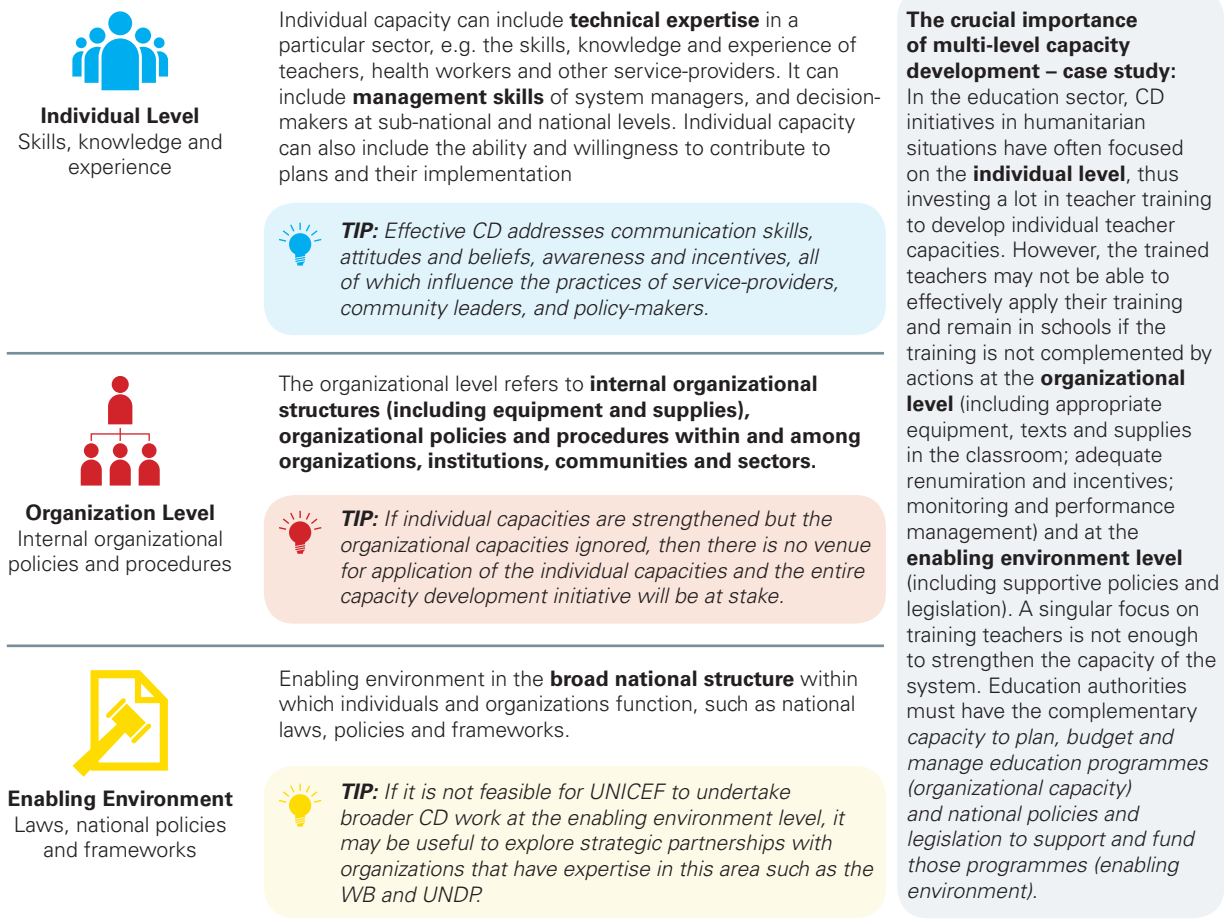 Individual Level
Skills, knowledge and
experience
Individual capacity can include technical expertise in a
particular sector, e.g. the skills, knowledge and experience of
teachers, health workers and other service-providers. It can
include management skills of system managers, and decision-
makers at sub-national and national levels. Individual capacity
can also include the ability and willingness to contribute to
plans and their implementation
TIP: Effective CD addresses communication skills,
attitudes and beliefs, awareness and incentives, all
of which influence the practices of service-providers,
community leaders, and policy-makers.
Organization Level
Internal organizational
policies and procedures
The organizational level refers to internal organizational
structures (including equipment and supplies),
organizational policies and procedures within and among
organizations, institutions, communities and sectors.
TIP: If individual capacities are strengthened but the
organizational capacities ignored, then there is no venue
for application of the individual capacities and the entire
capacity development initiative will be at stake.
Enabling Environment
Laws, national policies
and frameworks
Enabling environment in the broad national structure within
which individuals and organizations function, such as national
laws, policies and frameworks.
TIP: If it is not feasible for UNICEF to undertake
broader CD work at the enabling environment level, it
may be useful to explore strategic partnerships with
organizations that have expertise in this area such as the
WB and UNDP.
The crucial importance
of multi-level capacity
development – case study:
In the education sector, CD
initiatives in humanitarian
situations have often focused
on the individual level, thus
investing a lot in teacher training
to develop individual teacher
capacities. However, the trained
teachers may not be able to
effectively apply their training
and remain in schools if the
training is not complemented by
actions at the organizational
level (including appropriate
equipment, texts and supplies
in the classroom; adequate
renumiration and incentives;
monitoring and performance
management) and at the
enabling environment level
(including supportive policies and
legislation). A singular focus on
training teachers is not enough
to strengthen the capacity of the
system. Education authorities
must have the complementary
capacity to plan, budget and
manage education programmes
(organizational capacity)
and national policies and
legislation to support and fund
those programmes (enabling
environment).